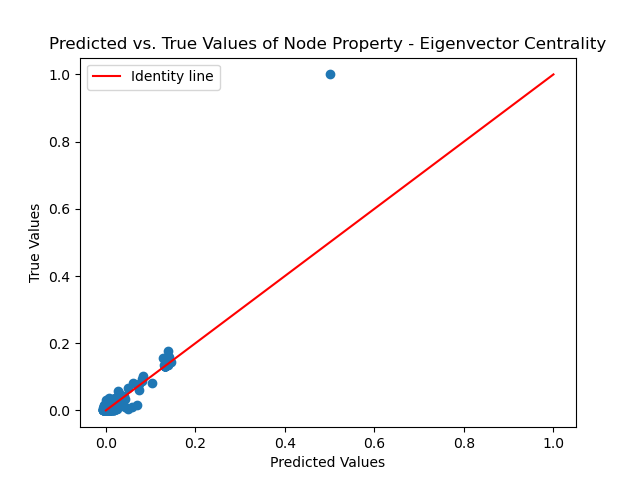 Predicted vs. True Values of Node Property - Eigenvector Centrality
Identity line
True Values
1.0
0.8
0.6
0.4
0.2
0.0
0.0 0.2 0.4 0.6 0.8 1.0
Predicted Values